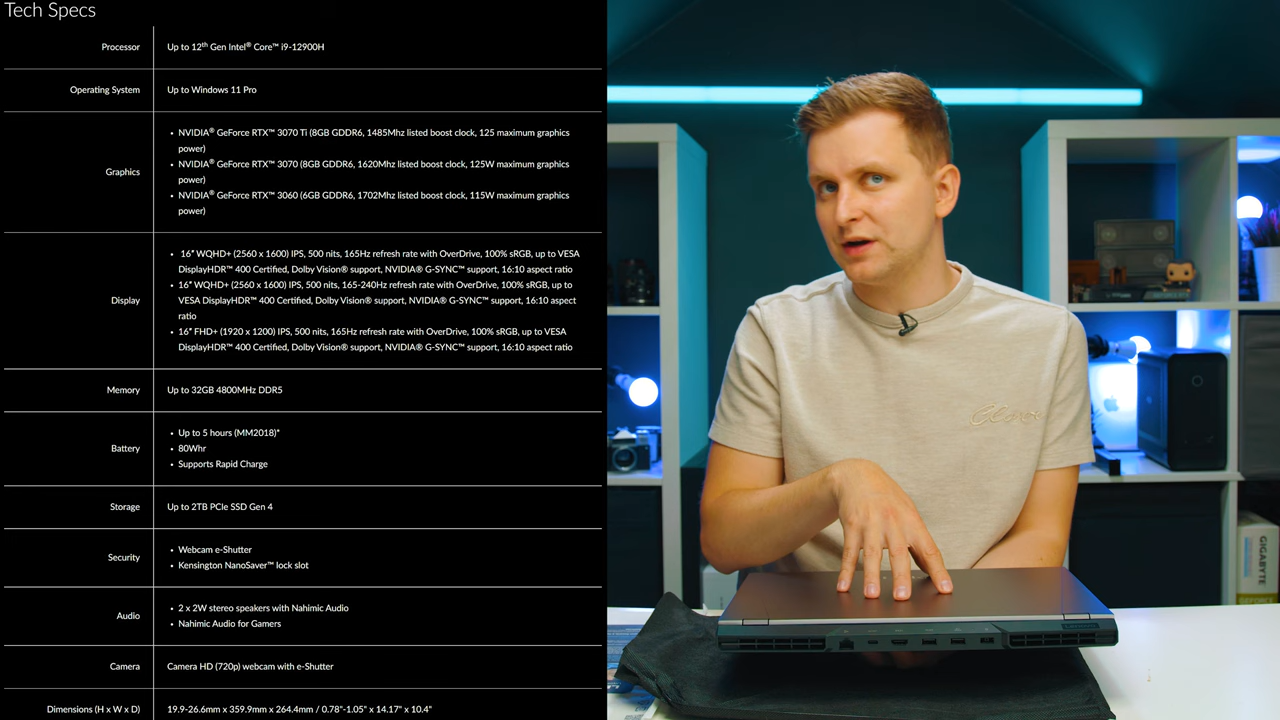 Tech Specs
Processor
Up to 12th Gen Intel® Core™ i9-12900H
Operating System
Up to Windows 11 Pro
Graphics
• NVIDIA® GeForce RTX™ 3070 Ti (8GB GDDR6, 1485Mhz listed boost clock, 125 maximum graphics
power)
• NVIDIA® GeForce RTX™ 3070 (8GB GDDR6, 1620Mhz listed boost clock, 125W maximum graphics
power)
• NVIDIA® GeForce RTX™ 3060 (6GB GDDR6, 1702Mhz listed boost clock, 115W maximum graphics
power)
Display
• 16″ WQHD+ (2560 x 1600) IPS, 500 nits, 165Hz refresh rate with OverDrive, 100% sRGB, up to VESA
DisplayHDR™ 400 Certified, Dolby Vision® support, NVIDIA® G-SYNC™ support, 16:10 aspect ratio
• 16″ WQHD+ (2560 x 1600) IPS, 500 nits, 165-240Hz refresh rate with OverDrive, 100% sRGB, up to
VESA DisplayHDR™ 400 Certified, Dolby Vision® support, NVIDIA® G-SYNC™ support, 16:10 aspect
ratio
• 16″ FHD+ (1920 x 1200) IPS, 500 nits, 165Hz refresh rate with OverDrive, 100% sRGB, up to VESA
DisplayHDR™ 400 Certified, Dolby Vision® support, NVIDIA® G-SYNC™ support, 16:10 aspect ratio
Memory
Up to 32GB 4800MHz DDR5
Battery
• Up to 5 hours (MM2018)*
• 80Whr
• Supports Rapid Charge
Storage
Up to 2TB PCIe SSD Gen 4
Security
• Webcam e-Shutter
• Kensington NanoSaver™ lock slot
Audio
• 2 x 2W stereo speakers with Nahimic Audio
• Nahimic Audio for Gamers
Camera
Camera HD (720p) webcam with e-Shutter
Dimensions (H x W x D)
19.9-26.6mm x 359.9mm x 264.4mm / 0.78"-1.05" x 14.17" x 10.4"
Lenovo
GIGABYTE
GEFORCE